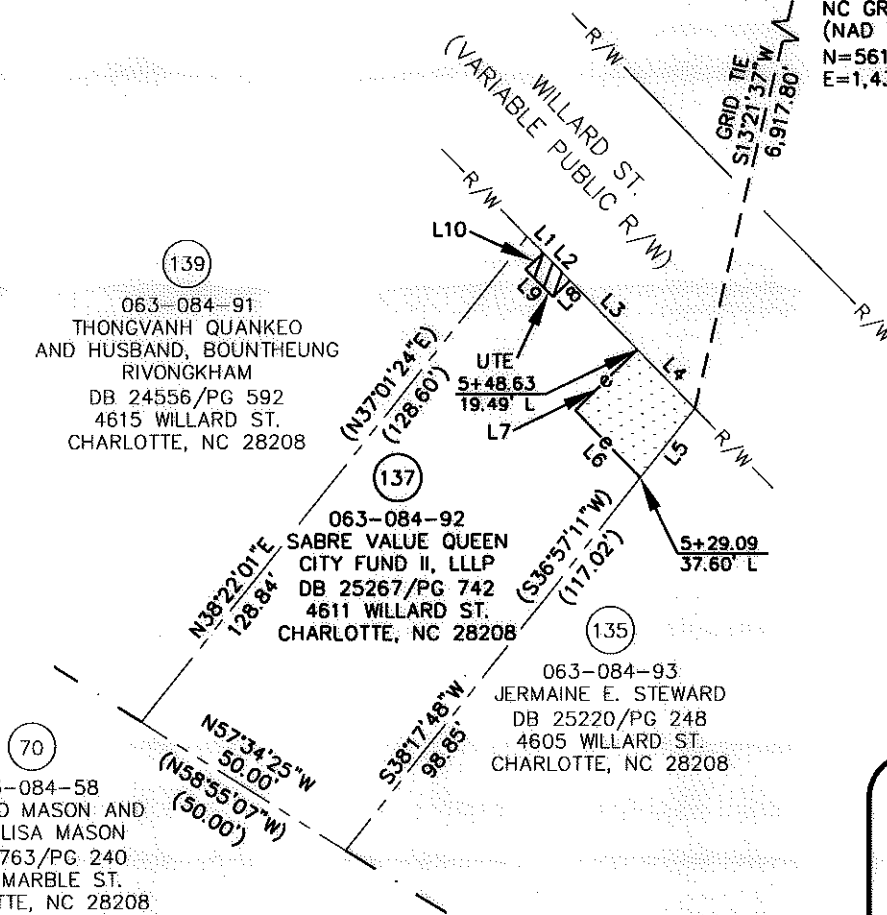 NC GR
(NAD
N=561
E=1,43
GRID TIE
S13°21'37"W
6,917.80'
R/W
WILLARD ST.
(VARIABLE PUBLIC R/W)
R/W
R/W
L10
L1
L2
L9
L8
L3
L4
R/W
UTE
5+48.63
19.49' L
e
L7
e
L6
L5
139
063-084-91
THONGVANH QUANKEO
AND HUSBAND, BOUNTHEUNG
RIVONGKHAM
DB 24556/PG 592
4615 WILLARD ST.
CHARLOTTE, NC 28208
(N37°01'24"E)
(128.60')
N38°22'01"E
128.84'
137
063-084-92
SABRE VALUE QUEEN
CITY FUND II, LLLP
DB 25267/PG 742
4611 WILLARD ST.
CHARLOTTE, NC 28208
(S36°57'11"W)
(117.02')
S38°17'48"W
98.85'
5+29.09
37.60' L
135
063-084-93
JERMAINE E. STEWARD
DB 25220/PG 248
4605 WILLARD ST.
CHARLOTTE, NC 28208
N57°34'25"W
50.00'
(N58°55'07"W)
(50.00')
70
-084-58
O MASON AND
LISA MASON
763/PG 240
MARBLE ST.
TTE, NC 28208